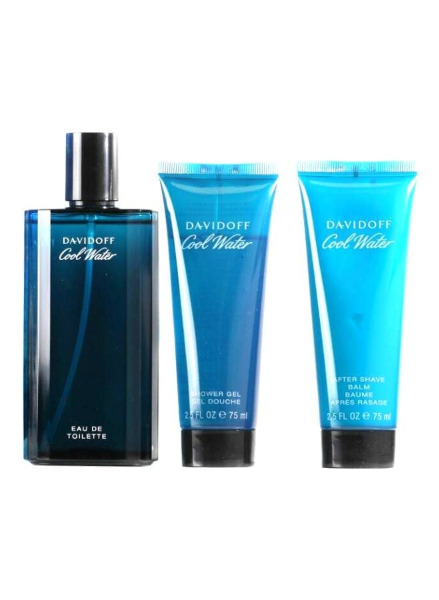 DAVIDOFF
Cool Water
EAU DE
TOILETTE
DAVIDOFF
Cool Water
SHOWER GEL
GEL DOUCHE
2.5 FL OZ ℮ 75 ml
DAVIDOFF
Cool Water
AFTER SHAVE
BALM
BAUME
APRÈS RASAGE
2.5 FL OZ ℮ 75 ml